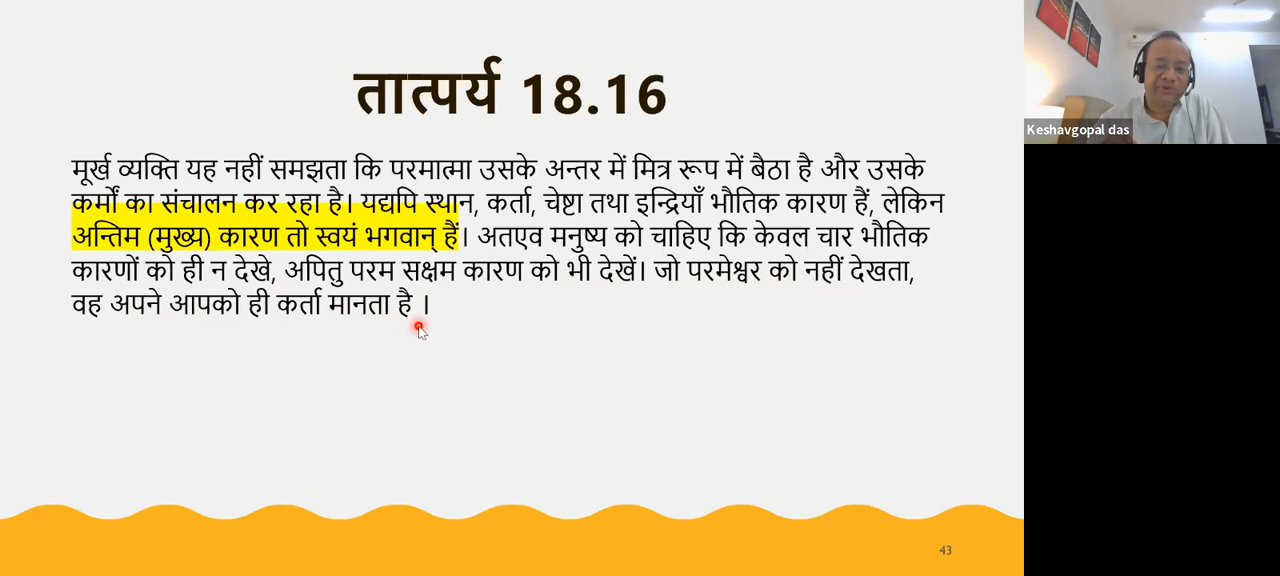 तात्पर्य 18.16
मूर्ख व्यक्ति यह नहीं समझता कि परमात्मा उसके अन्तर में मित्र रूप में बैठा है और उसके
कर्मों का संचालन कर रहा है। यद्यपि स्थान, कर्ता, चेष्टा तथा इन्द्रियाँ भौतिक कारण हैं, लेकिन
अन्तिम (मुख्य) कारण तो स्वयं भगवान् हैं। अतएव मनुष्य को चाहिए कि केवल चार भौतिक
कारणों को ही न देखे, अपितु परम सक्षम कारण को भी देखें। जो परमेश्वर को नहीं देखता,
वह अपने आपको ही कर्ता मानता है ।
43
Keshavgopal das